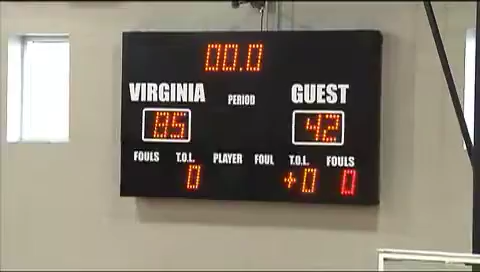 00.0
VIRGINIA PERIOD GUEST
85 42
FOULS T.O.L. PLAYER FOUL T.O.L. FOULS
0 0 0